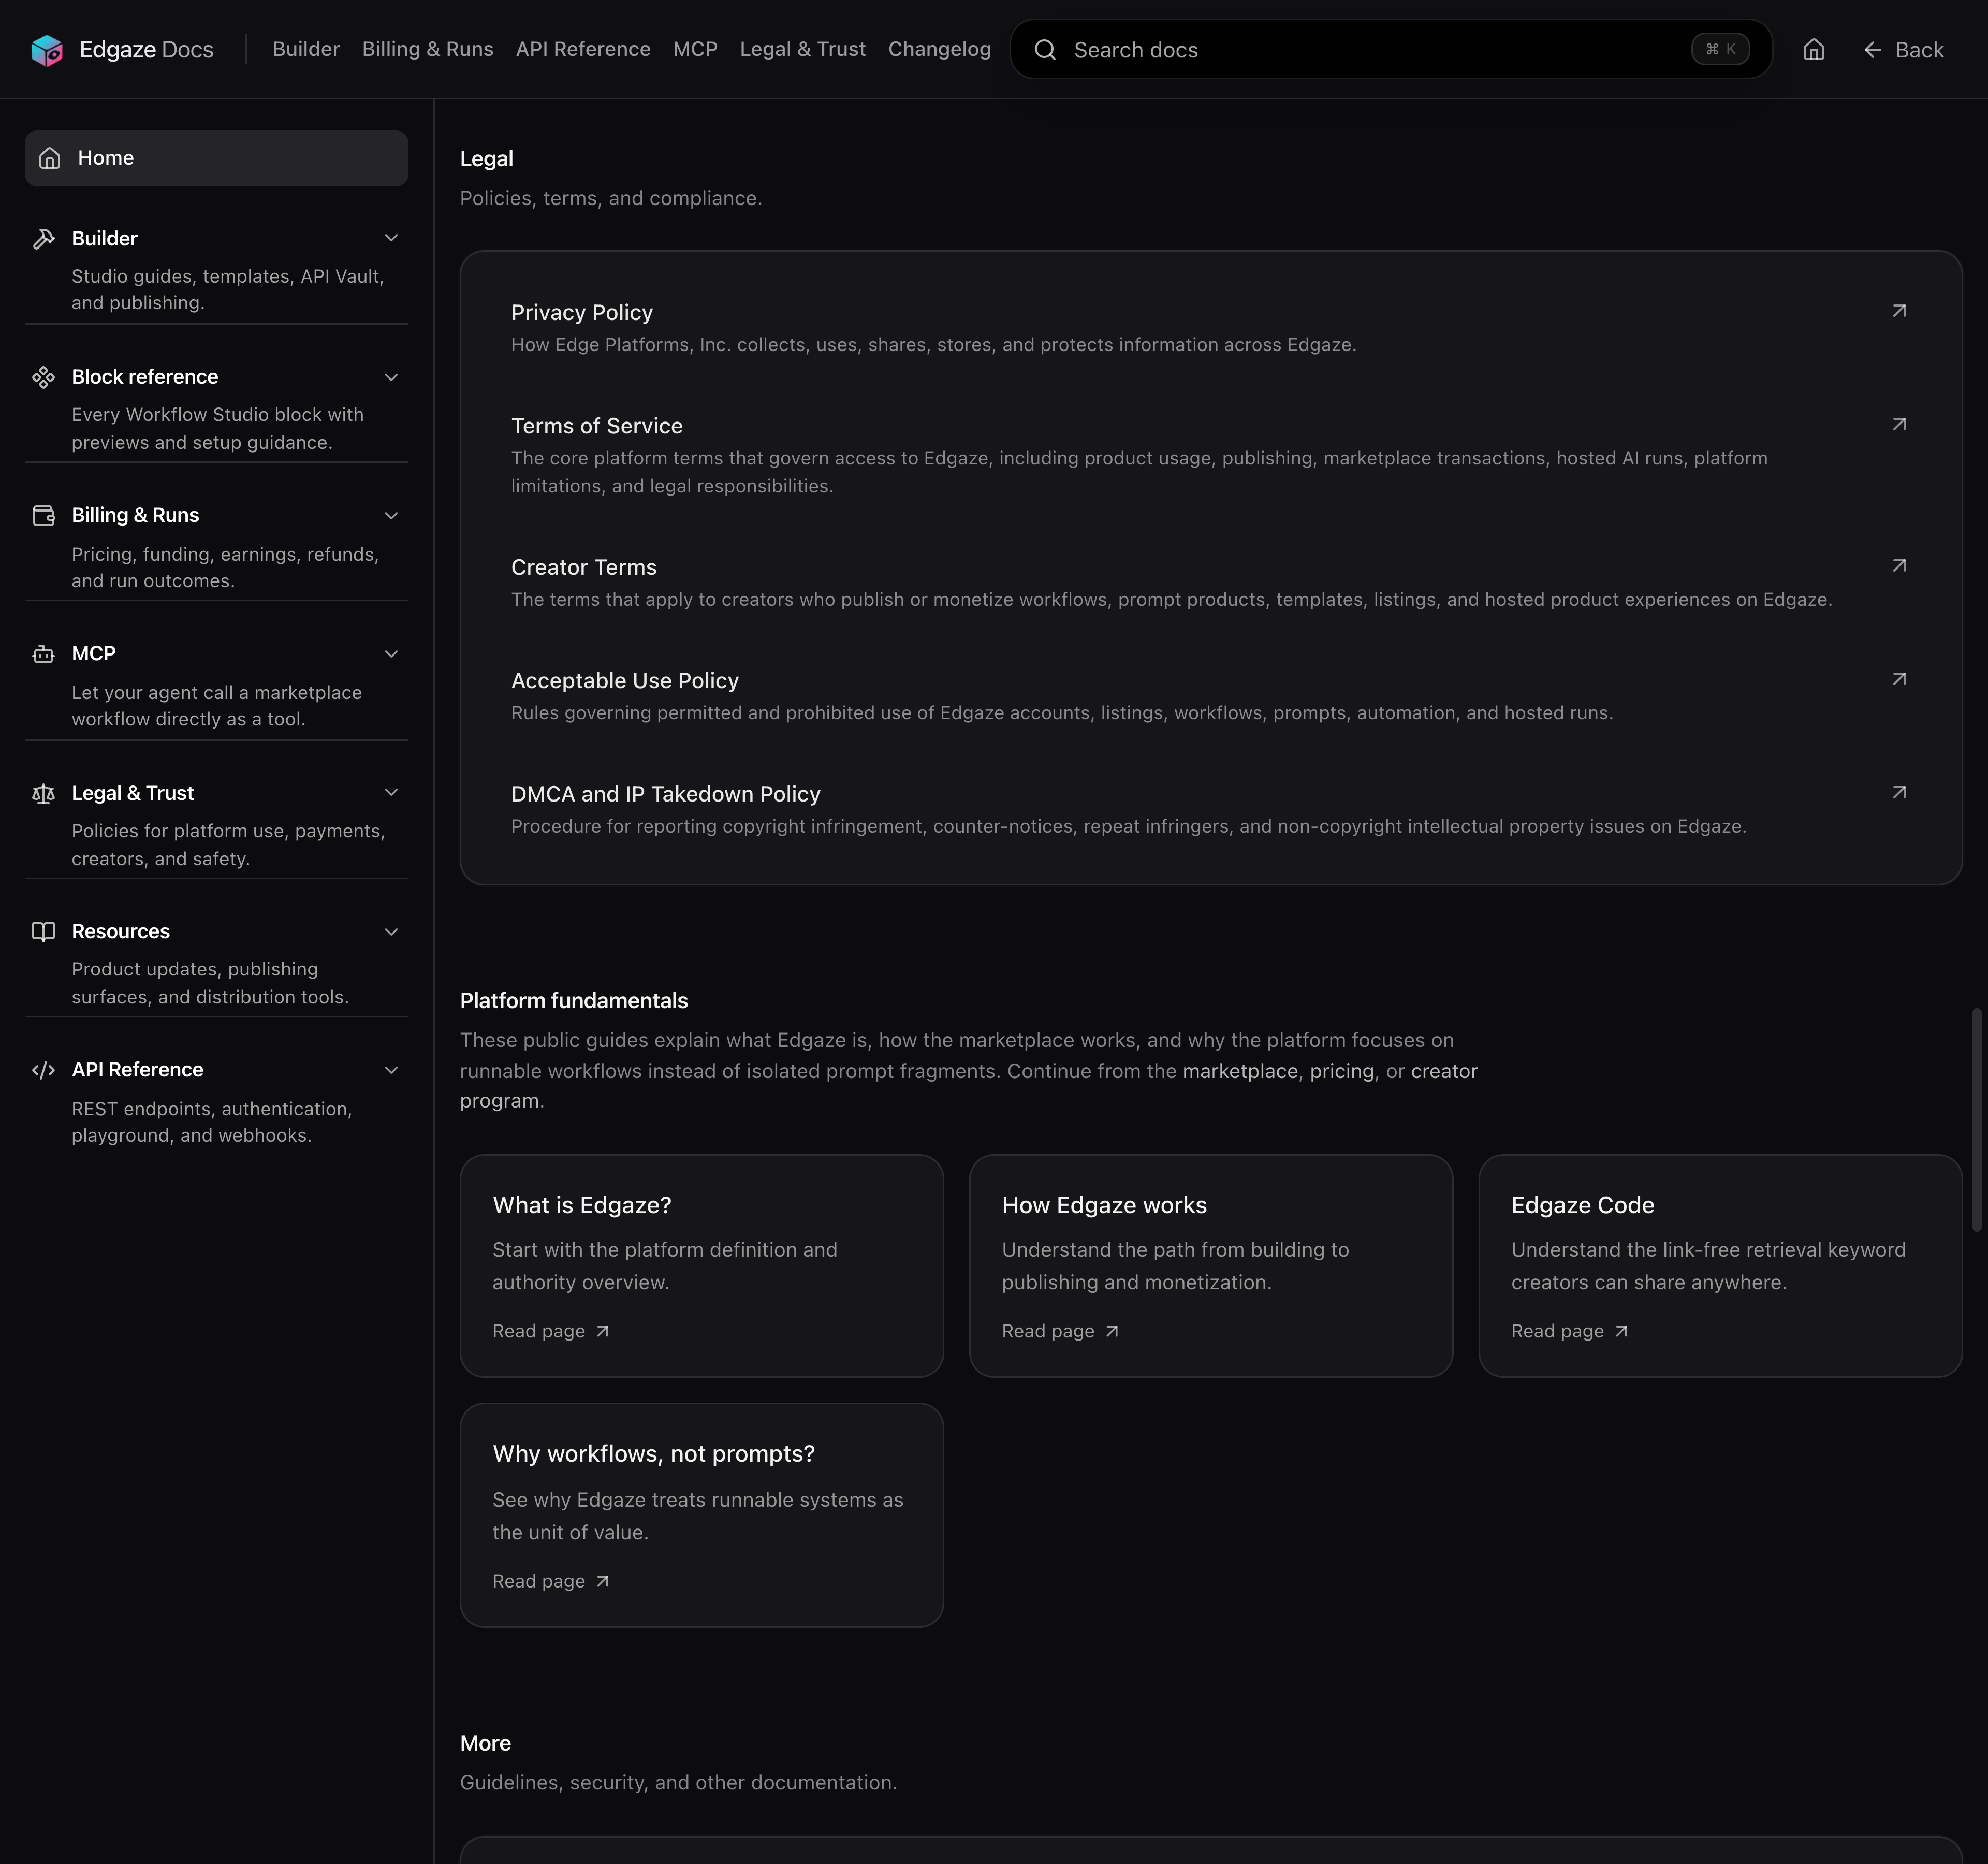 Edgaze Docs
Builder
Billing & Runs
API Reference
MCP
Legal & Trust
Changelog
Search docs
⌘ K
Back
Home
Builder
Studio guides, templates, API Vault,
and publishing.
Block reference
Every Workflow Studio block with
previews and setup guidance.
Billing & Runs
Pricing, funding, earnings, refunds,
and run outcomes.
MCP
Let your agent call a marketplace
workflow directly as a tool.
Legal & Trust
Policies for platform use, payments,
creators, and safety.
Resources
Product updates, publishing
surfaces, and distribution tools.
API Reference
REST endpoints, authentication,
playground, and webhooks.
Legal
Policies, terms, and compliance.
Privacy Policy
How Edge Platforms, Inc. collects, uses, shares, stores, and protects information across Edgaze.
Terms of Service
The core platform terms that govern access to Edgaze, including product usage, publishing, marketplace transactions, hosted AI runs, platform
limitations, and legal responsibilities.
Creator Terms
The terms that apply to creators who publish or monetize workflows, prompt products, templates, listings, and hosted product experiences on Edgaze.
Acceptable Use Policy
Rules governing permitted and prohibited use of Edgaze accounts, listings, workflows, prompts, automation, and hosted runs.
DMCA and IP Takedown Policy
Procedure for reporting copyright infringement, counter-notices, repeat infringers, and non-copyright intellectual property issues on Edgaze.
Platform fundamentals
These public guides explain what Edgaze is, how the marketplace works, and why the platform focuses on
runnable workflows instead of isolated prompt fragments. Continue from the marketplace, pricing, or creator
program.
What is Edgaze?
Start with the platform definition and
authority overview.
Read page
How Edgaze works
Understand the path from building to
publishing and monetization.
Read page
Edgaze Code
Understand the link-free retrieval keyword
creators can share anywhere.
Read page
Why workflows, not prompts?
See why Edgaze treats runnable systems as
the unit of value.
Read page
More
Guidelines, security, and other documentation.